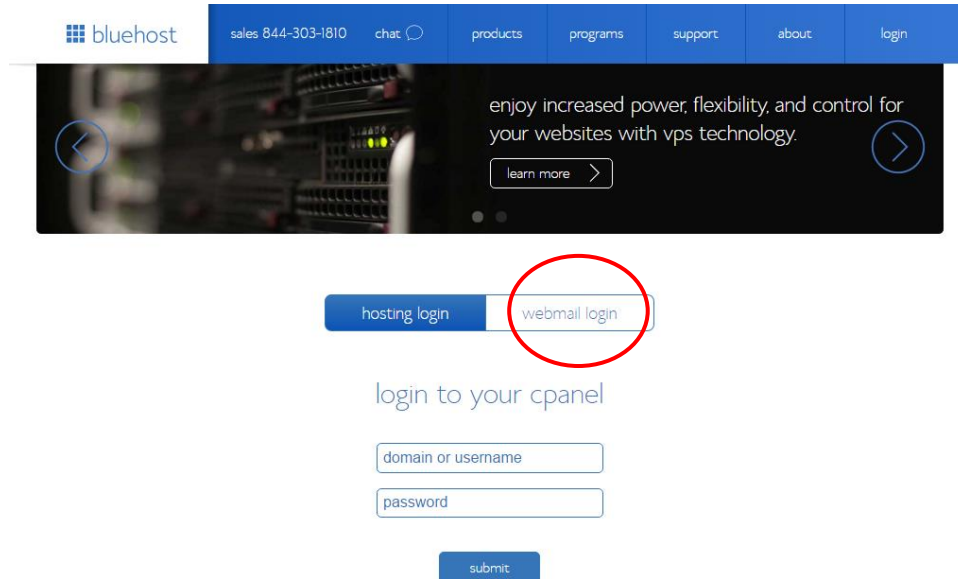 bluehost
sales 844-303-1810
chat
products
programs
support
about
login
enjoy increased power, flexibility, and control for
your websites with vps technology.
learn more
hosting login
webmail login
login to your cpanel
domain or username
password
submit